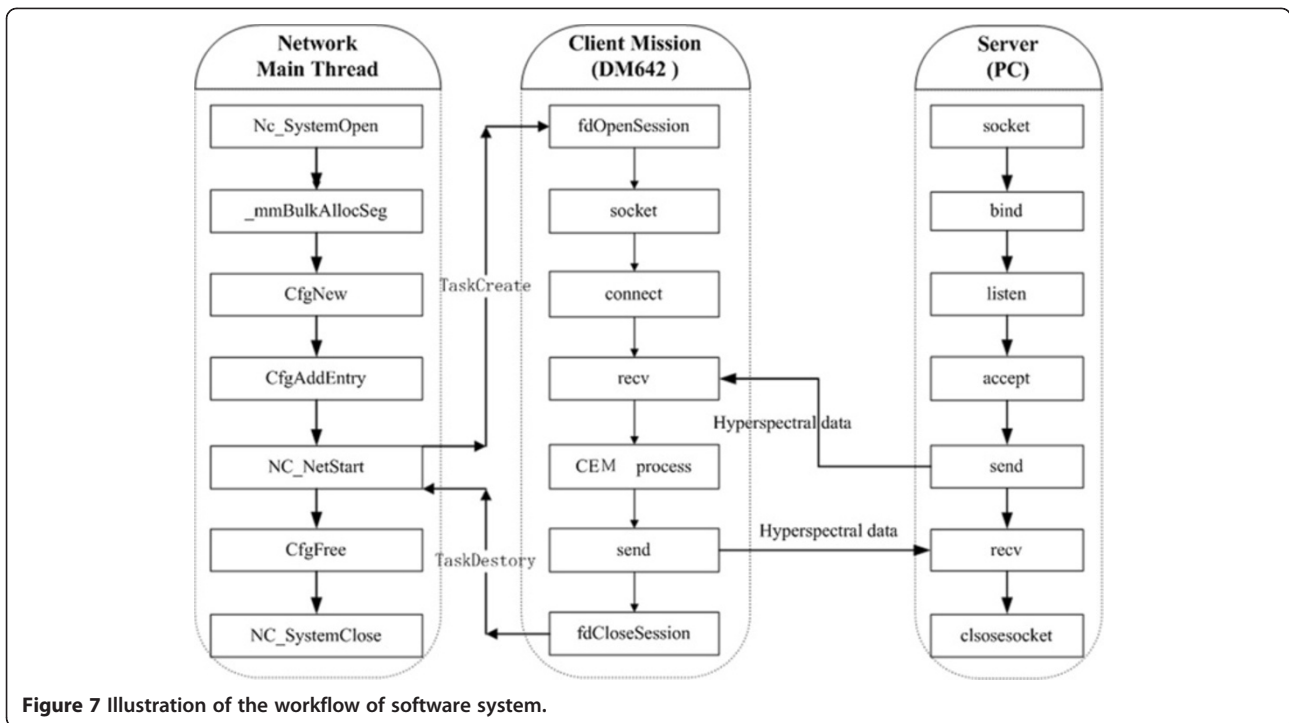 Network
Main Thread
Nc_SystemOpen
_mmBulkAllocSeg
CfgNew
CfgAddEntry
NC_NetStart
CfgFree
NC_SystemClose
TaskCreate
TaskDestory
Client Mission
(DM642 )
fdOpenSession
socket
connect
recv
CEM process
send
fdCloseSession
Hyperspectral data
Hyperspectral data
Server
(PC)
socket
bind
listen
accept
send
recv
clsosesocket
Figure 7 Illustration of the workflow of software system.